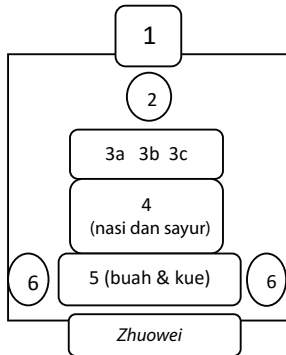 1
2
3a 3b 3c
4
(nasi dan sayur)
6 5 (buah & kue) 6
Zhuowei